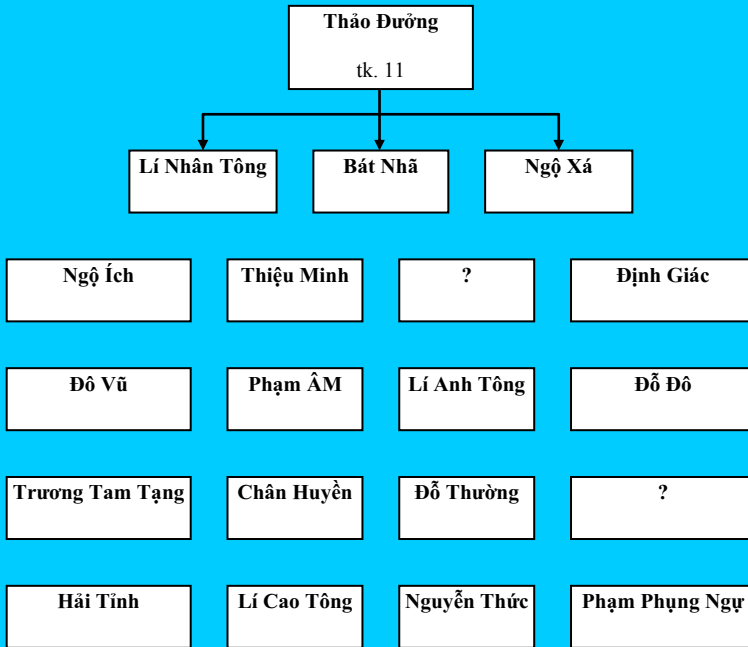 Thảo Đưởng
tk. 11
Lí Nhân Tông Bát Nhã Ngộ Xá
Ngộ Ích Thiệu Minh ? Định Giác
Đô Vũ Phạm ÂM Lí Anh Tông Đỗ Đô
Trương Tam Tạng Chân Huyền Đỗ Thường ?
Hải Tỉnh Lí Cao Tông Nguyễn Thức Phạm Phụng Ngự